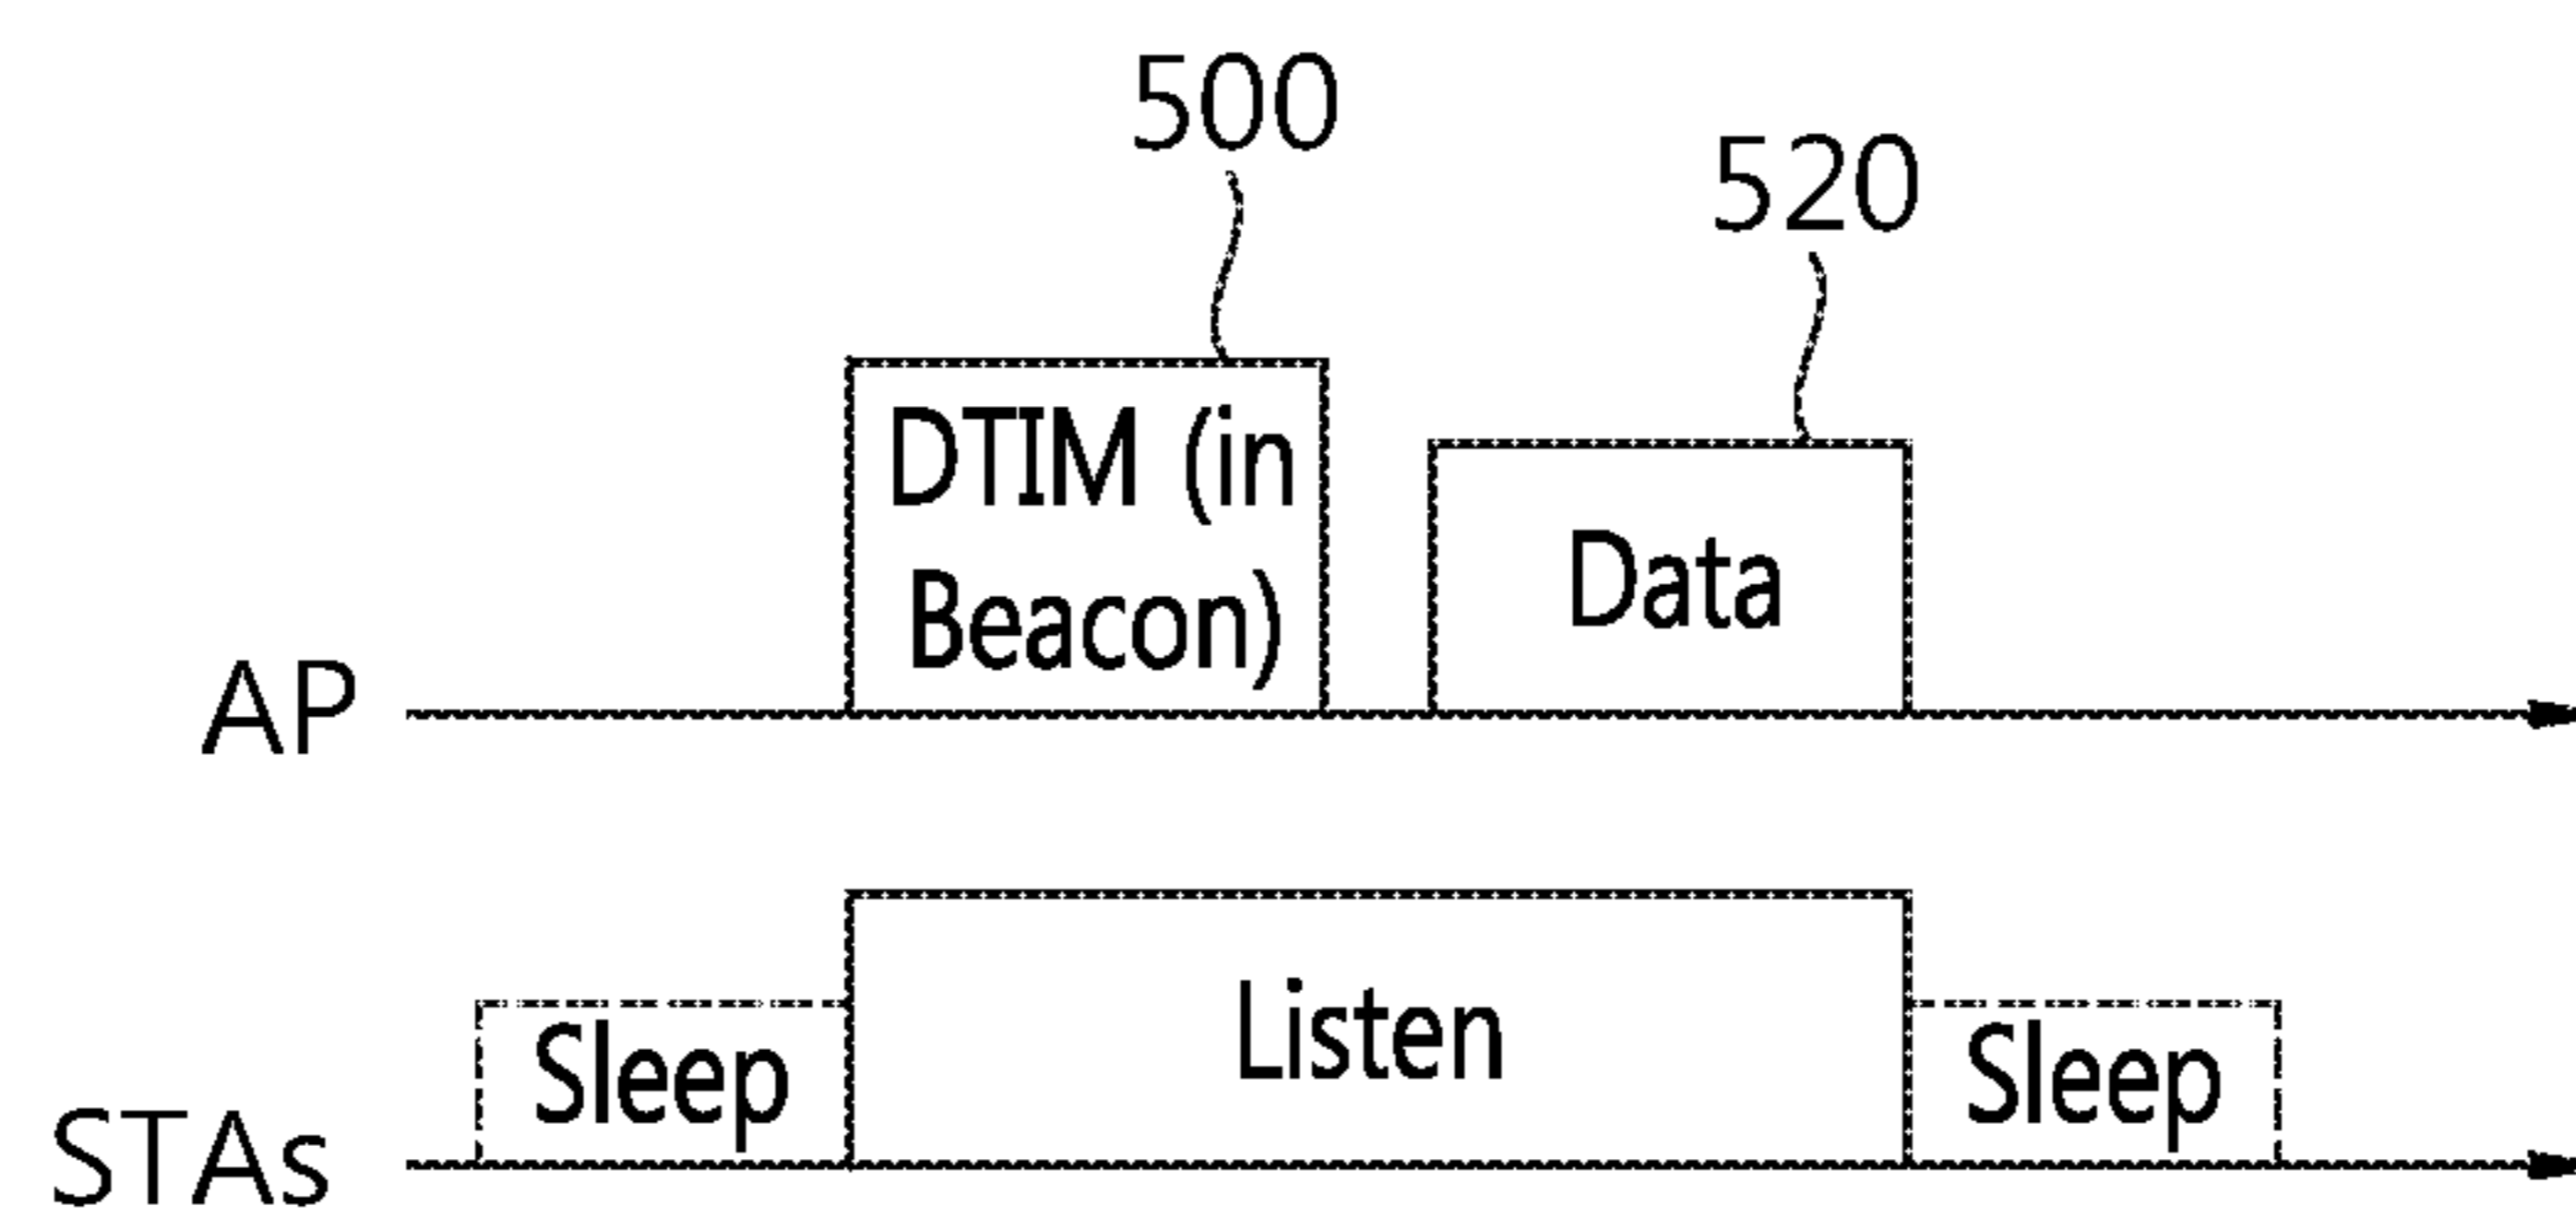 500
520
DTIM (in
Beacon)
Data
AP
Listen
Sleep
Sleep
STAs